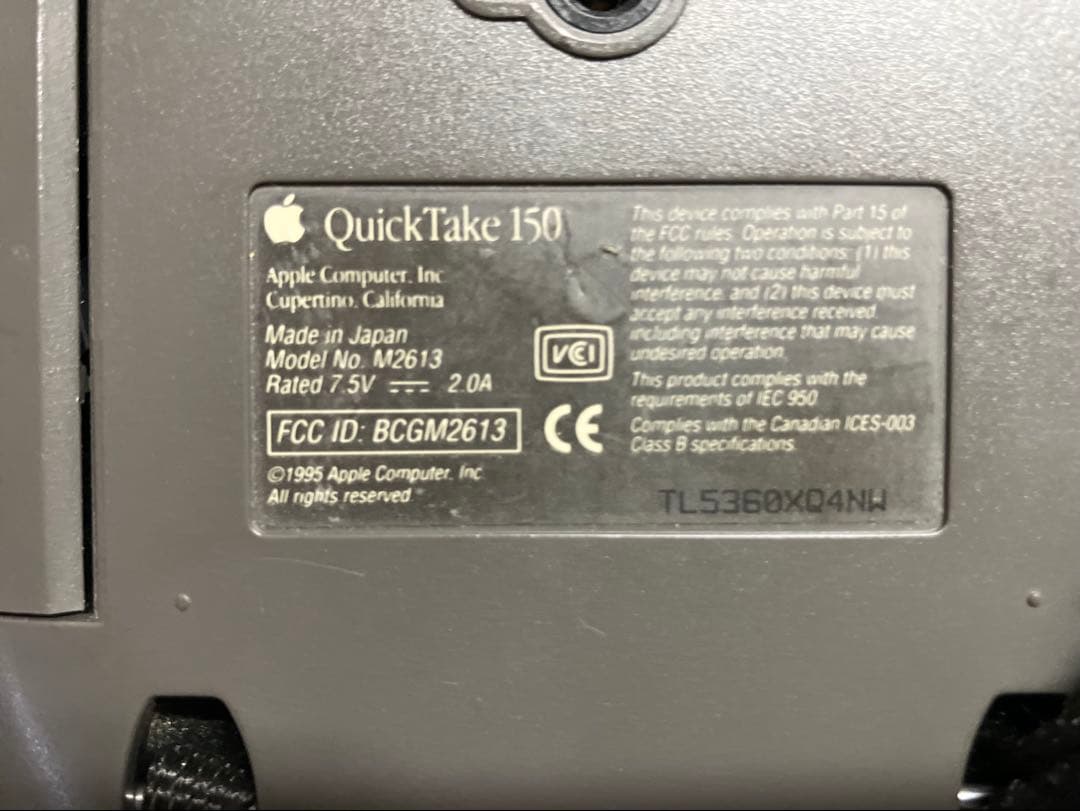 QuickTake 150
Apple Computer, Inc
Cupertino, California
Made in Japan
Model No. M2613
Rated 7.5V ⎓ 2.0A
FCC ID: BCGM2613
©1995 Apple Computer, Inc
All rights reserved.
VCI
CE
This device complies with Part 15 of
the FCC rules. Operation is subject to
the following two conditions: (1) this
device may not cause harmful
interference, and (2) this device must
accept any interference received,
including interference that may cause
undesired operation.
This product complies with the
requirements of IEC 950
Complies with the Canadian ICES-003
Class B specifications.
TL5360XQ4NW